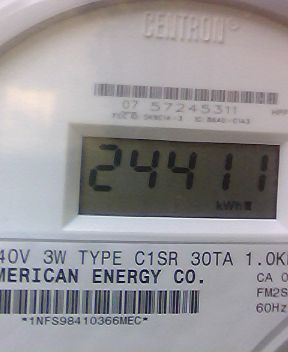 CENTRON
07 57245311
24411
kWh
40V 3W TYPE C1SR 30TA 1.0K
MERICAN ENERGY CO.
CA 0
FM2S
60Hz
*1NFS98410366MEC*